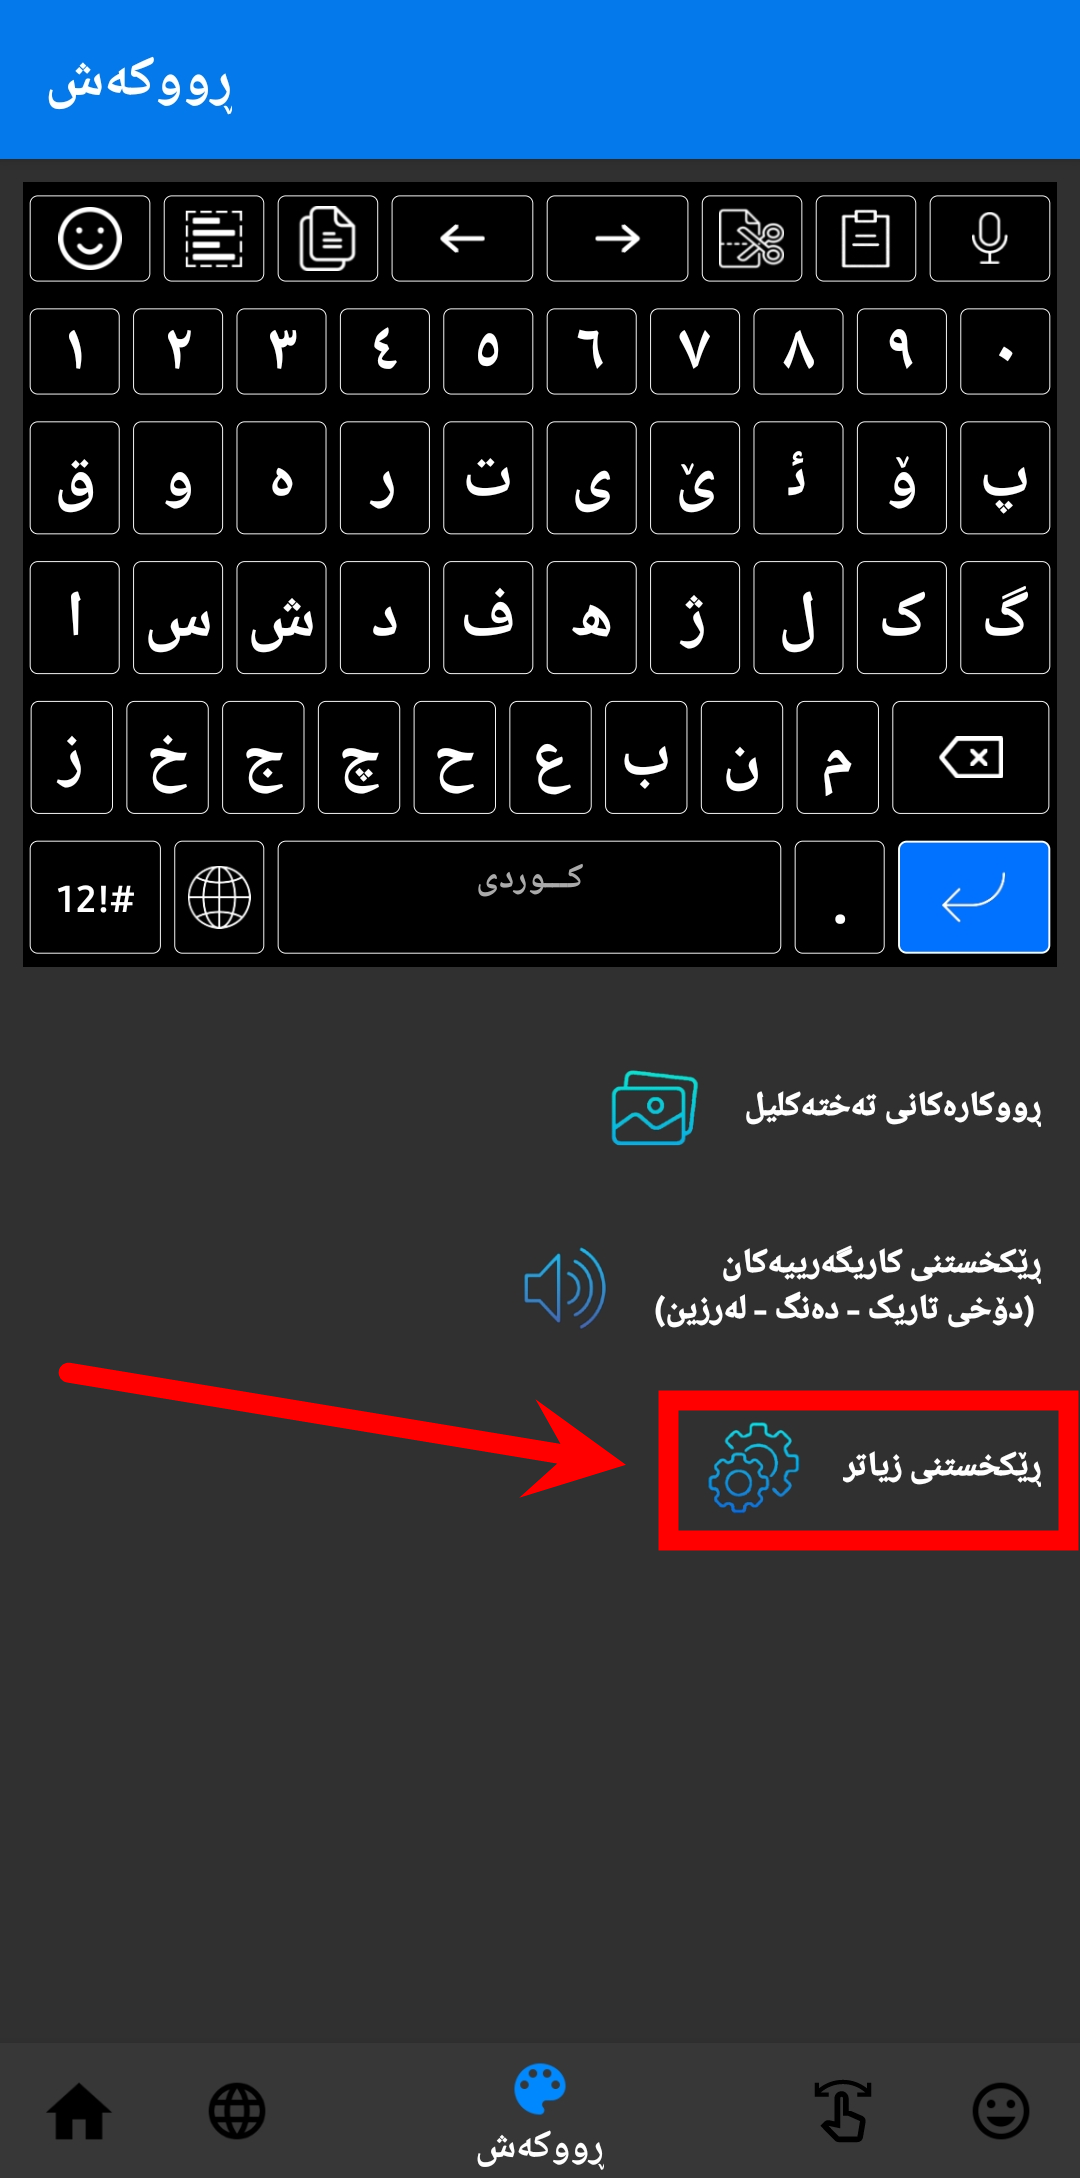 ڕووکەش
١ ٢ ٣ ٤ ٥ ٦ ٧ ٨ ٩ ٠
ق و ە ر ت ی ێ ئ ۆ پ
ا س ش د ف ھ ژ ل ک گ
ز خ ج چ ح ع ب ن م
12!#
کــوردی
.
ڕووکارەکانی تەختەکلیل
ڕێکخستنی کاریگەرییەکان
(دۆخی تاریک - دەنگ - لەرزین)
ڕێکخستنی زیاتر
ڕووکەش